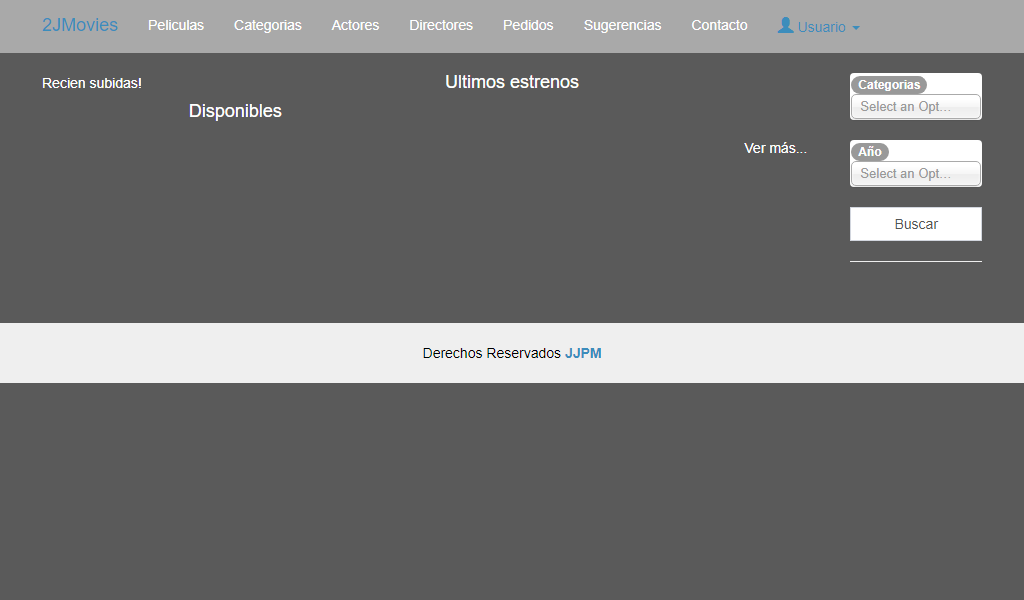 2JMovies Peliculas Categorias Actores Directores Pedidos Sugerencias Contacto Usuario
Recien subidas!
Ultimos estrenos
Disponibles
Ver más...
Categorias
Select an Opt...
Año
Select an Opt...
Buscar
Derechos Reservados JJPM